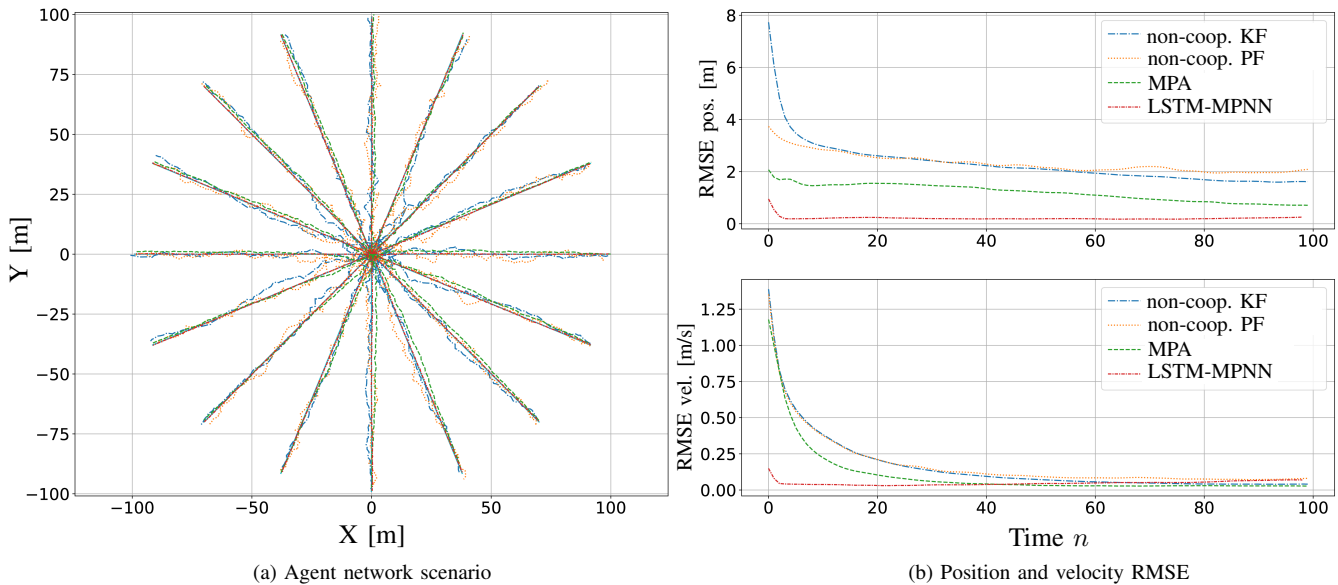 100
75
50
25
0
−25
−50
−75
−100
Y [m]
−100
−50
0
50
100
X [m]
(a) Agent network scenario
8
6
4
2
0
RMSE pos. [m]
non-coop. KF
non-coop. PF
MPA
LSTM-MPNN
0
20
40
60
80
100
1.25
1.00
0.75
0.50
0.25
0.00
RMSE vel. [m/s]
non-coop. KF
non-coop. PF
MPA
LSTM-MPNN
0
20
40
60
80
100
Time n
(b) Position and velocity RMSE